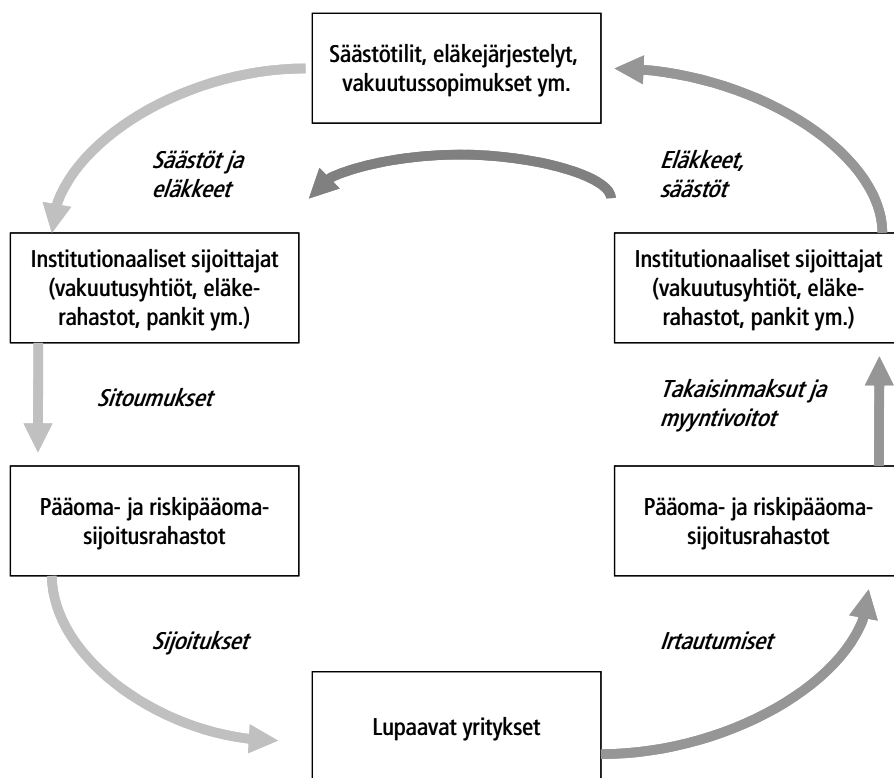 Säästötilit, eläkejärjestelyt,
vakuutussopimukset ym.
Säästöt ja
eläkkeet
Eläkkeet,
säästöt
Institutionaaliset sijoittajat
(vakuutusyhtiöt, eläke-
rahastot, pankit ym.)
Institutionaaliset sijoittajat
(vakuutusyhtiöt, eläke-
rahastot, pankit ym.)
Sitoumukset
Takaisinmaksut ja
myyntivoitot
Pääoma- ja riskipääoma-
sijoitusrahastot
Pääoma- ja riskipääoma-
sijoitusrahastot
Sijoitukset
Irtautumiset
Lupaavat yritykset